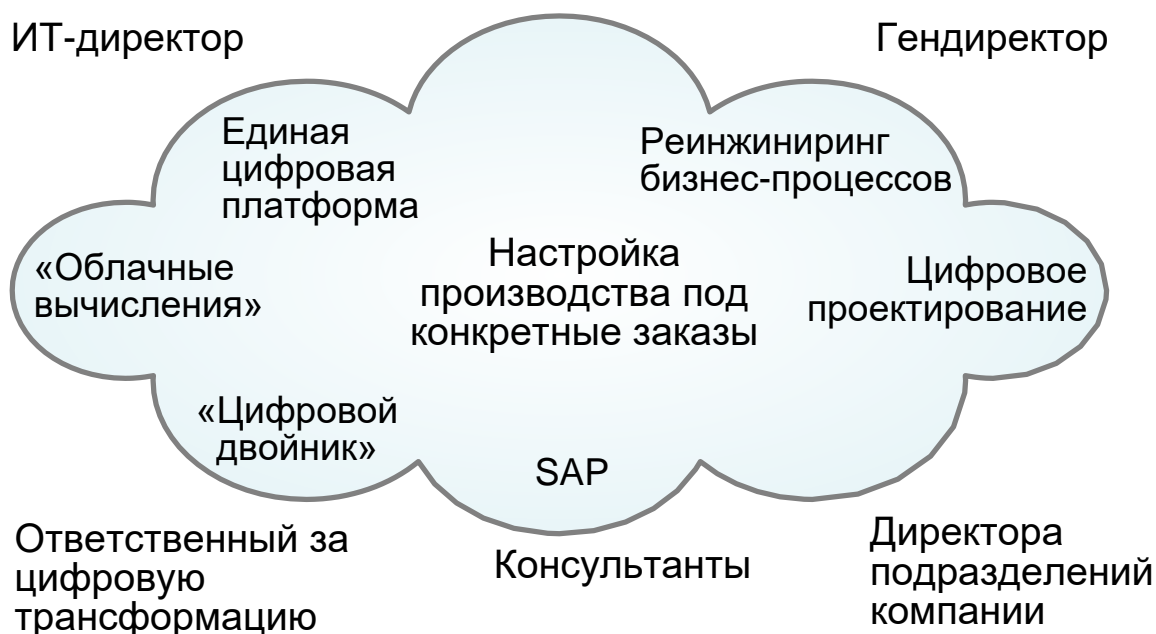 ИТ-директор
Гендиректор
Единая
цифровая
платформа
Реинжиниринг
бизнес-процессов
«Облачные
вычисления»
Настройка
производства под
конкретные заказы
Цифровое
проектирование
«Цифровой
двойник»
SAP
Ответственный за
цифровую
трансформацию
Консультанты
Директора
подразделений
компании